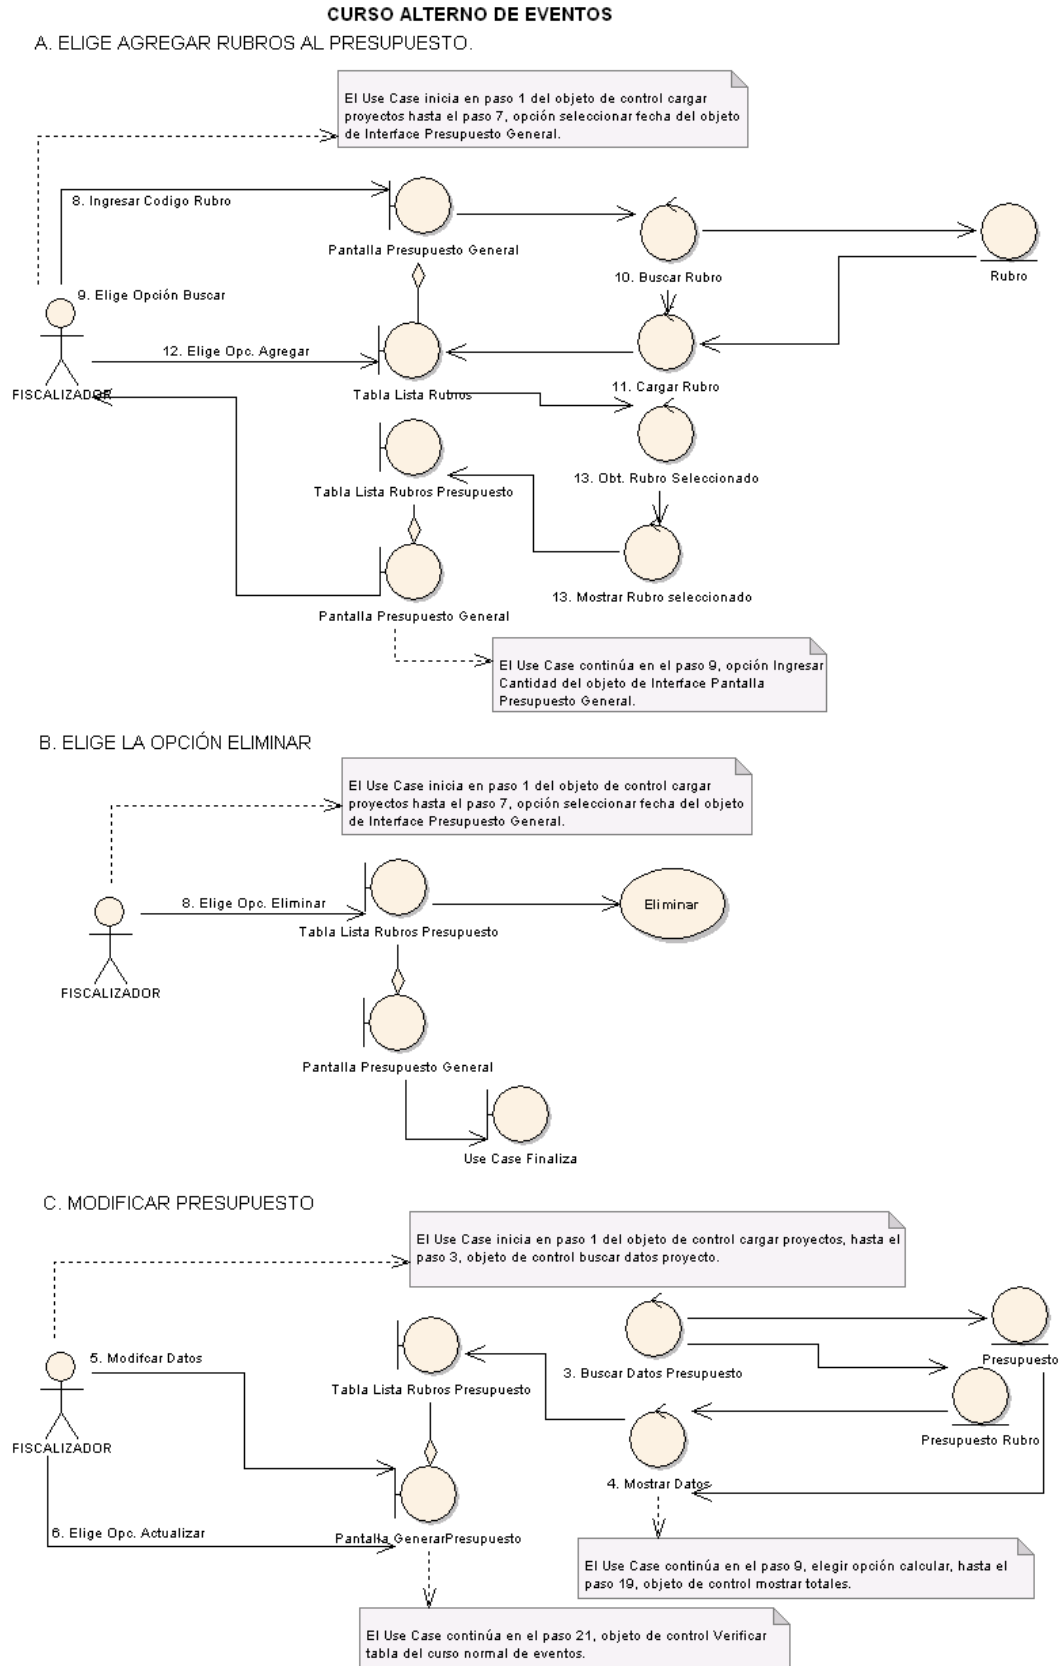 CURSO ALTERNO DE EVENTOS
A. ELIGE AGREGAR RUBROS AL PRESUPUESTO.
El Use Case inicia en paso 1 del objeto de control cargar
proyectos hasta el paso 7, opción seleccionar fecha del objeto
de Interface Presupuesto General.
8. Ingresar Codigo Rubro
Pantalla Presupuesto General
10. Buscar Rubro
Rubro
9. Elige Opción Buscar
12. Elige Opc. Agregar
FISCALIZADOR
Tabla Lista Rubros
11. Cargar Rubro
Tabla Lista Rubros Presupuesto
13. Obt. Rubro Seleccionado
Pantalla Presupuesto General
13. Mostrar Rubro seleccionado
El Use Case continúa en el paso 9, opción Ingresar
Cantidad del objeto de Interface Pantalla
Presupuesto General.
B. ELIGE LA OPCIÓN ELIMINAR
El Use Case inicia en paso 1 del objeto de control cargar
proyectos hasta el paso 7, opción seleccionar fecha del objeto
de Interface Presupuesto General.
8. Elige Opc. Eliminar
Eliminar
Tabla Lista Rubros Presupuesto
FISCALIZADOR
Pantalla Presupuesto General
Use Case Finaliza
C. MODIFICAR PRESUPUESTO
El Use Case inicia en paso 1 del objeto de control cargar proyectos, hasta el
paso 3, objeto de control buscar datos proyecto.
5. Modifcar Datos
Tabla Lista Rubros Presupuesto
3. Buscar Datos Presupuesto
Presupuesto
FISCALIZADOR
Presupuesto Rubro
4. Mostrar Datos
6. Elige Opc. Actualizar
Pantalla GenerarPresupuesto
El Use Case continúa en el paso 9, elegir opción calcular, hasta el
paso 19, objeto de control mostrar totales.
El Use Case continúa en el paso 21, objeto de control Verificar
tabla del curso normal de eventos.